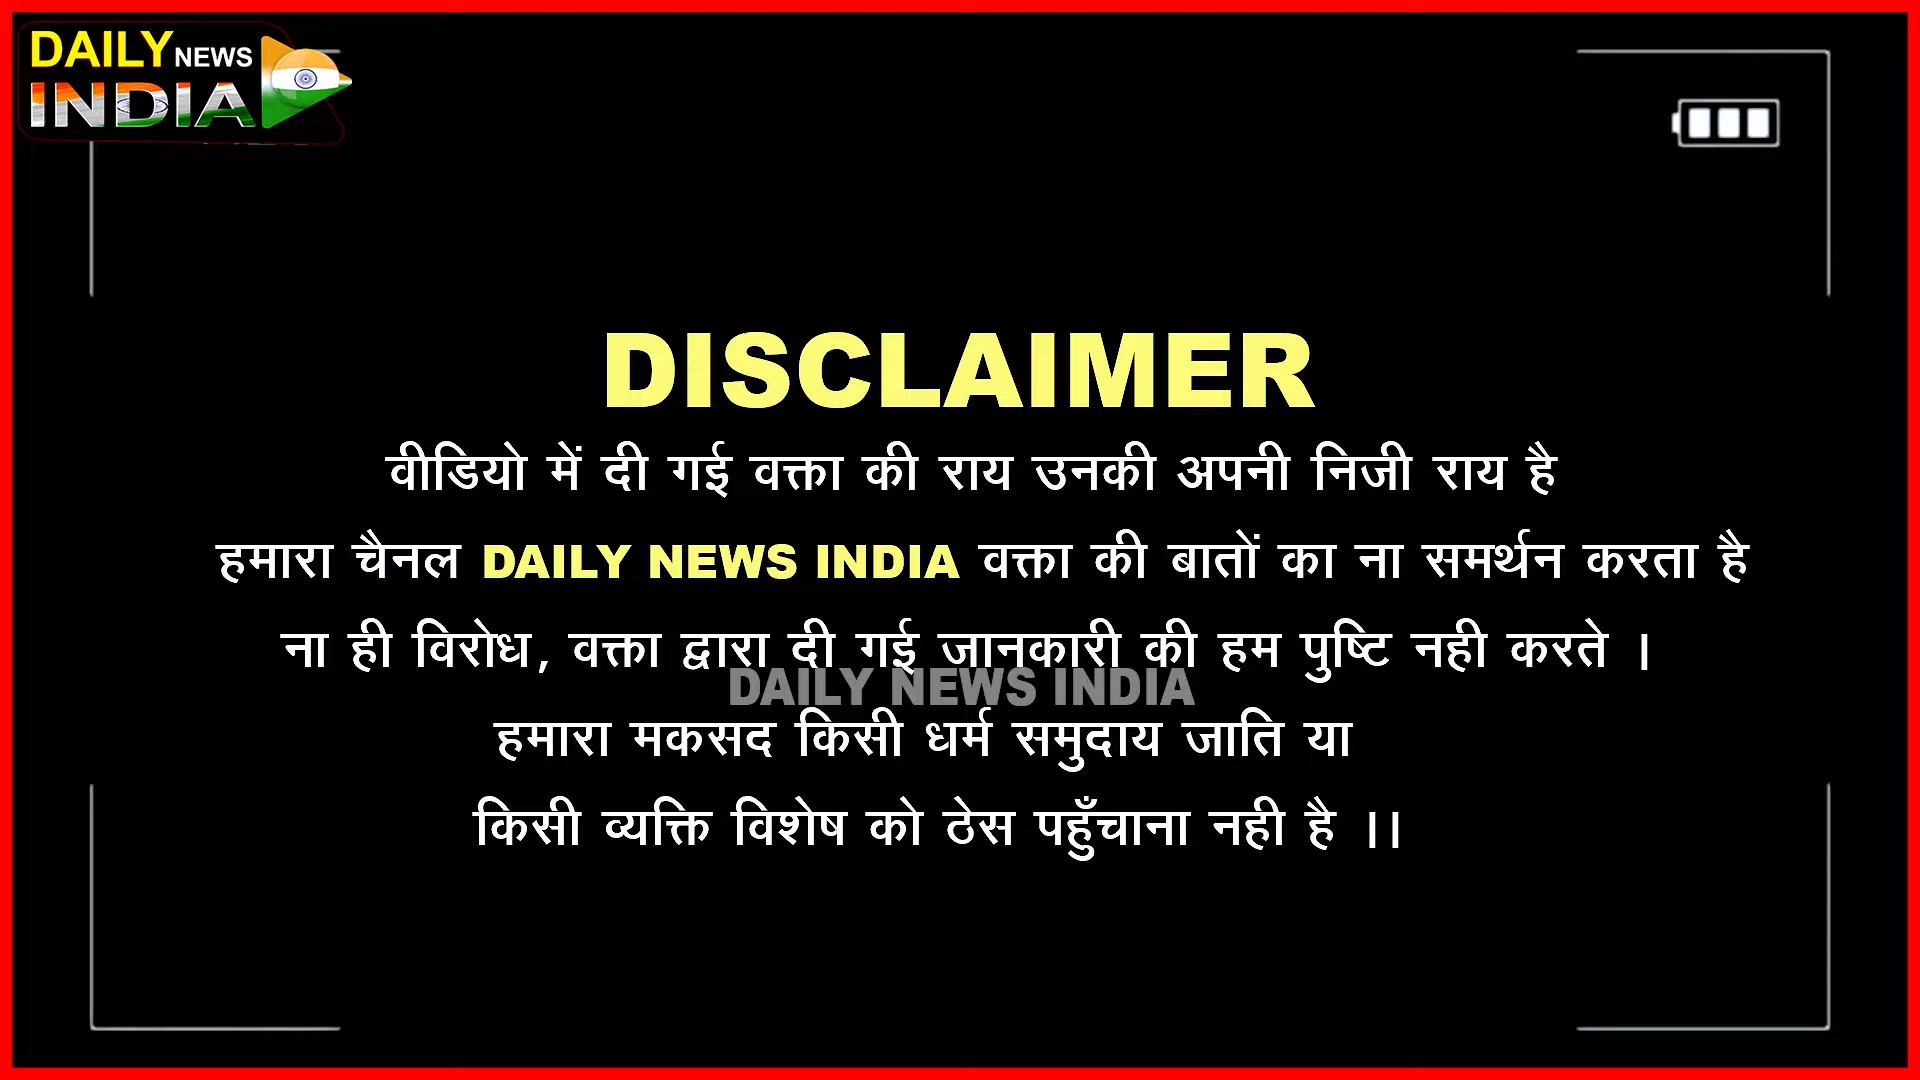 DAILY NEWS
INDIA
DISCLAIMER
वीडियो में दी गई वक्ता की राय उनकी अपनी निजी राय है
हमारा चैनल DAILY NEWS INDIA वक्ता की बातों का ना समर्थन करता है
ना ही विरोध, वक्ता द्वारा दी गई जानकारी की हम पुष्टि नही करते ।
DAILY NEWS INDIA
हमारा मकसद किसी धर्म समुदाय जाति या
किसी व्यक्ति विशेष को ठेस पहुँचाना नही है ।।